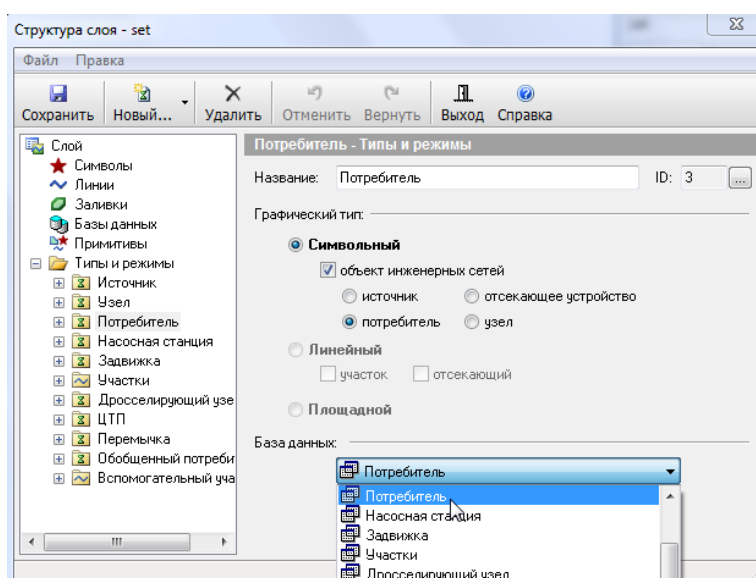 Структура слоя - set
Файл Правка
Сохранить Новый... Удалить Отменить Вернуть Выход Справка
Слой
Символы
Линии
Заливки
Базы данных
Примитивы
Типы и режимы
Источник
Узел
Потребитель
Насосная станция
Задвижка
Участки
Дросселирующий узе
ЦТП
Перемычка
Обобщенный потреби
Вспомогательный уча
Потребитель - Типы и режимы
Название: Потребитель ID: 3 ...
Графический тип:
Символьный
объект инженерных сетей
источник отсекающее устройство
потребитель узел
Линейный
участок отсекающий
Площадной
База данных:
Потребитель
Потребитель
Насосная станция
Задвижка
Участки
Дросселирующий узел